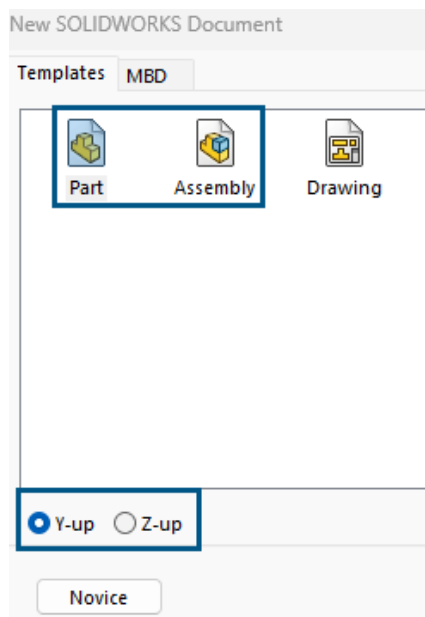 New SOLIDWORKS Document
Templates MBD
Part Assembly Drawing
Y-up Z-up
Novice